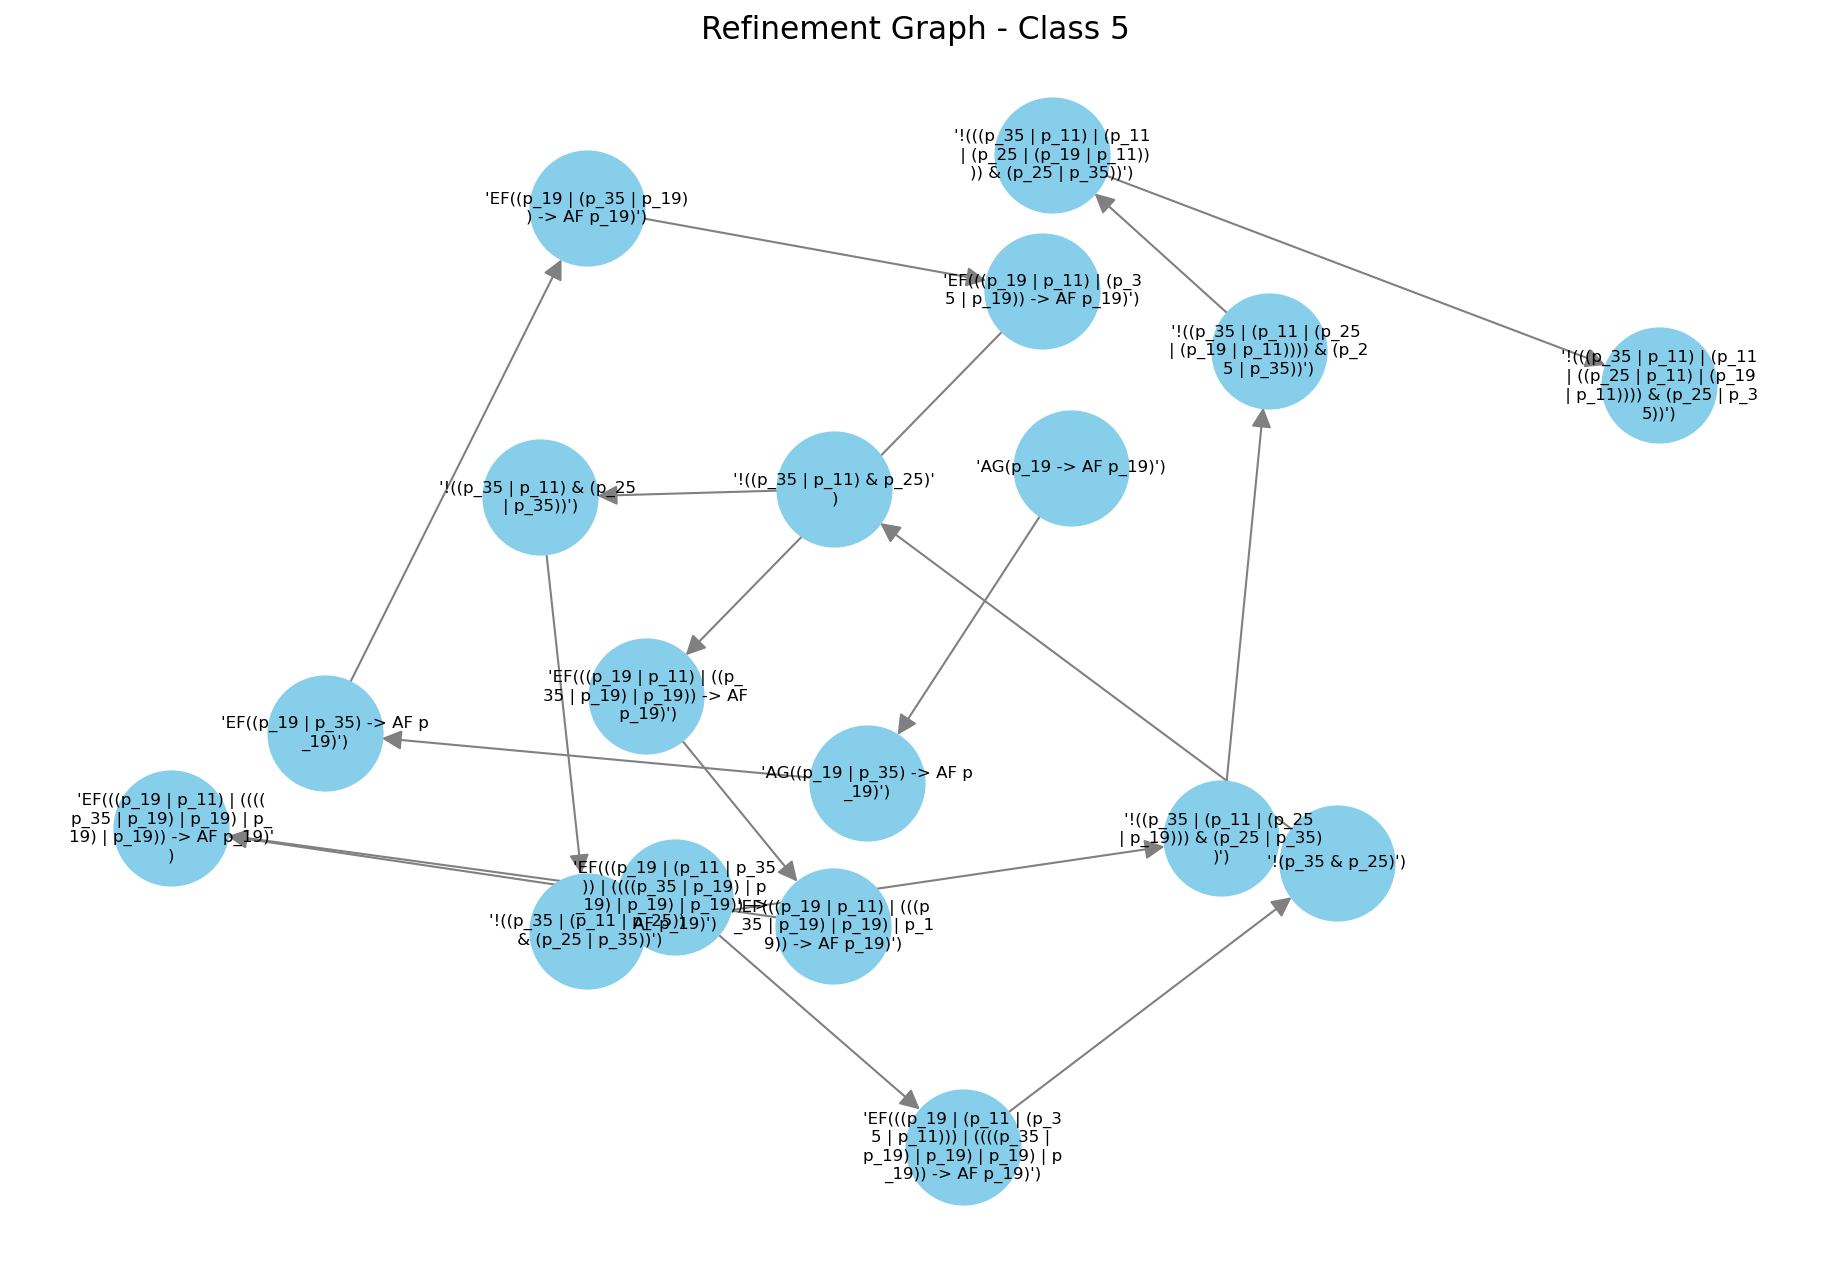 Refinement Graph - Class 5
'!(((p_35 | p_11) | (p_11
| (p_25 | (p_19 | p_11))
)) & (p_25 | p_35))')
'EF((p_19 | (p_35 | p_19)
) -> AF p_19)')
'EF(((p_19 | p_11) | (p_3
5 | p_19)) -> AF p_19)')
'!((p_35 | (p_11 | (p_25
| (p_19 | p_11)))) & (p_2
5 | p_35))')
'!(((p_35 | p_11) | (p_11
| ((p_25 | p_11) | (p_19
| p_11)))) & (p_25 | p_3
5))')
'AG(p_19 -> AF p_19)')
'!((p_35 | p_11) & p_25)'
)
'!((p_35 | p_11) & (p_25
| p_35))')
'EF(((p_19 | p_11) | ((p_
35 | p_19) | p_19)) -> AF
p_19)')
'EF((p_19 | p_35) -> AF p
_19)')
'AG((p_19 | p_35) -> AF p
_19)')
'EF(((p_19 | p_11) | ((((
p_35 | p_19) | p_19) | p_
19) | p_19)) -> AF p_19)'
)
'!((p_35 | (p_11 | (p_25
| p_19))) & (p_25 | p_35)
)')
'!(p_35 & p_25)')
'EF(((p_19 | (p_11 | p_35
)) | ((((p_35 | p_19) | p
_19) | p_19) | p_19)) ->
AF p_19)')
'!((p_35 | (p_11 | p_25))
& (p_25 | p_35))')
'EF(((p_19 | p_11) | (((p
_35 | p_19) | p_19) | p_1
9)) -> AF p_19)')
'EF(((p_19 | (p_11 | (p_3
5 | p_11))) | ((((p_35 |
p_19) | p_19) | p_19) | p
_19)) -> AF p_19)')